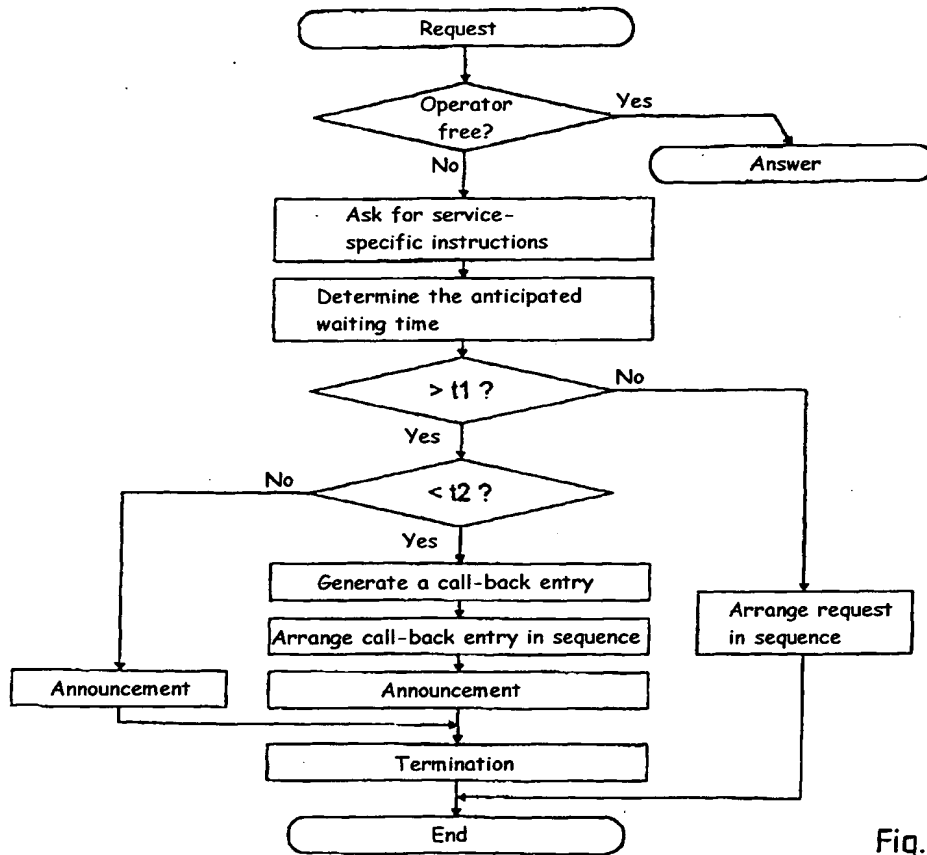 Request
Operator
free?
Yes
Answer
No
Ask for service-
specific instructions
Determine the anticipated
waiting time
> t1 ?
No
Yes
No
< t2 ?
Yes
Generate a call-back entry
Arrange request
in sequence
Arrange call-back entry in sequence
Announcement
Announcement
Termination
End
Fig.